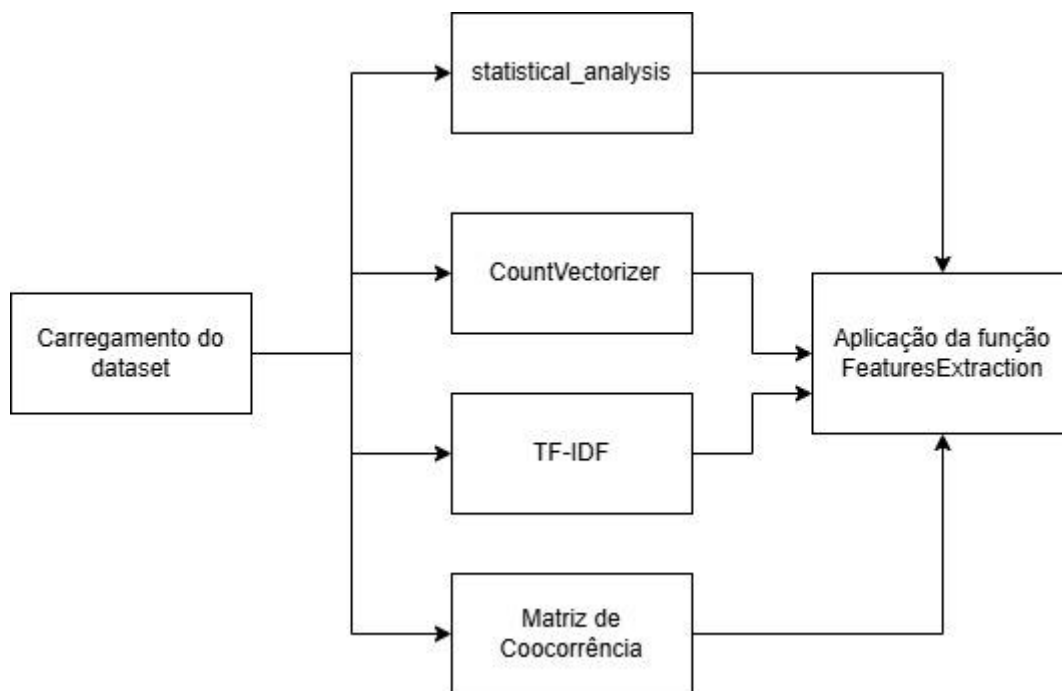 statistical_analysis
CountVectorizer
Carregamento do
dataset
Aplicação da função
FeaturesExtraction
TF-IDF
Matriz de
Coocorrência